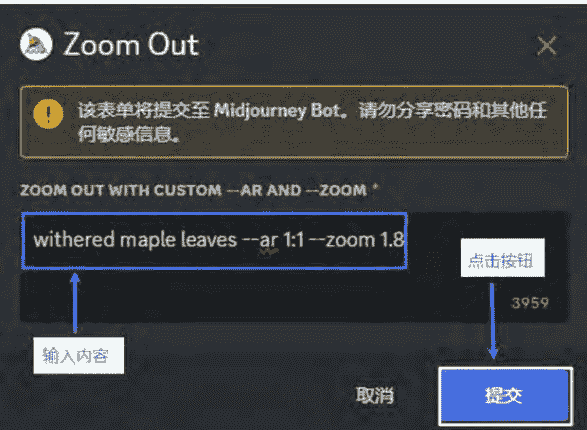 Zoom Out
该表单将提交至 Midjourney Bot。请勿分享密码和其他任
何敏感信息。
ZOOM OUT WITH CUSTOM --AR AND --ZOOM *
withered maple leaves --ar 1:1 --zoom 1.8
点击按钮
3959
输入内容
取消
提交